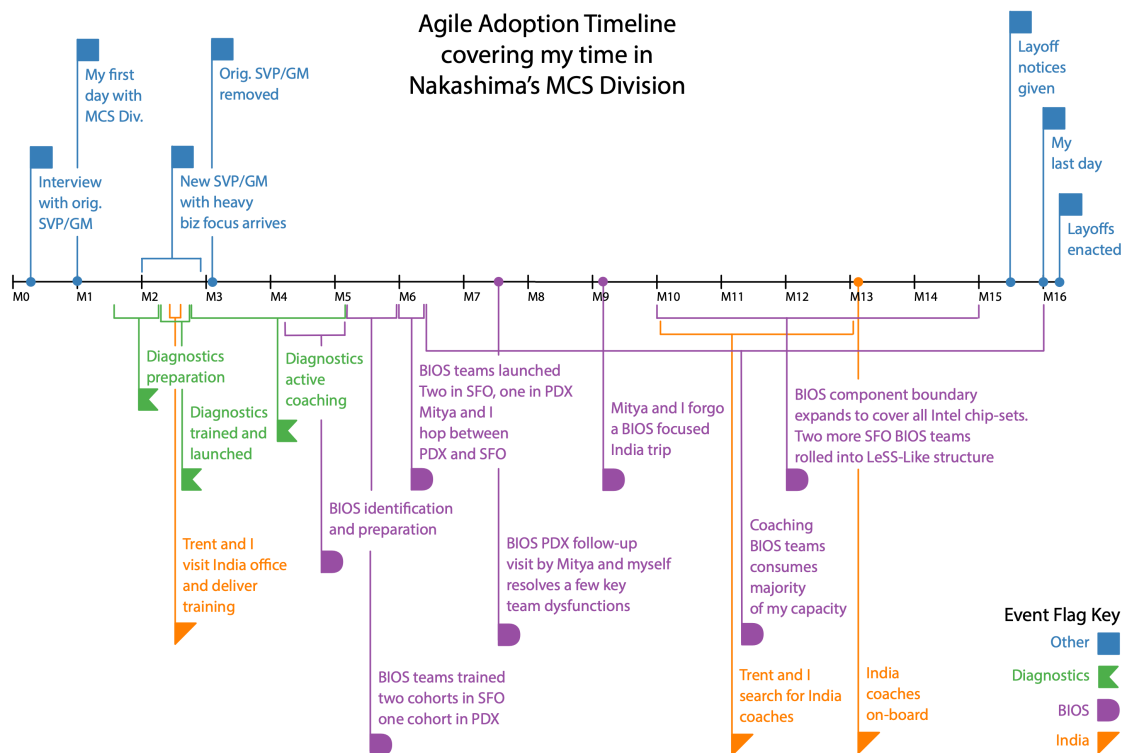 Agile Adoption Timeline
covering my time in
Nakashima's MCS Division
My first
day with
MCS Div.
Orig. SVP/GM
removed
Layoff
notices
given
Interview
with orig.
SVP/GM
New SVP/GM
with heavy
biz focus arrives
My
last day
Layoffs
enacted
M0 M1 M2 M3 M4 M5 M6 M7 M8 M9 M10 M11 M12 M13 M14 M15 M16
Diagnostics
preparation
Diagnostics
trained and
launched
Diagnostics
active
coaching
BIOS teams launched
Two in SFO, one in PDX
Mitya and I
hop between
PDX and SFO
Mitya and I forgo
a BIOS focused
India trip
BIOS component boundary
expands to cover all Intel chip-sets.
Two more SFO BIOS teams
rolled into LeSS-Like structure
BIOS identification
and preparation
Trent and I
visit India office
and deliver
training
BIOS PDX follow-up
visit by Mitya and myself
resolves a few key
team dysfunctions
Coaching
BIOS teams
consumes
majority
of my capacity
BIOS teams trained
two cohorts in SFO
one cohort in PDX
Trent and I
search for India
coaches
India
coaches
on-board
Event Flag Key
Other
Diagnostics
BIOS
India